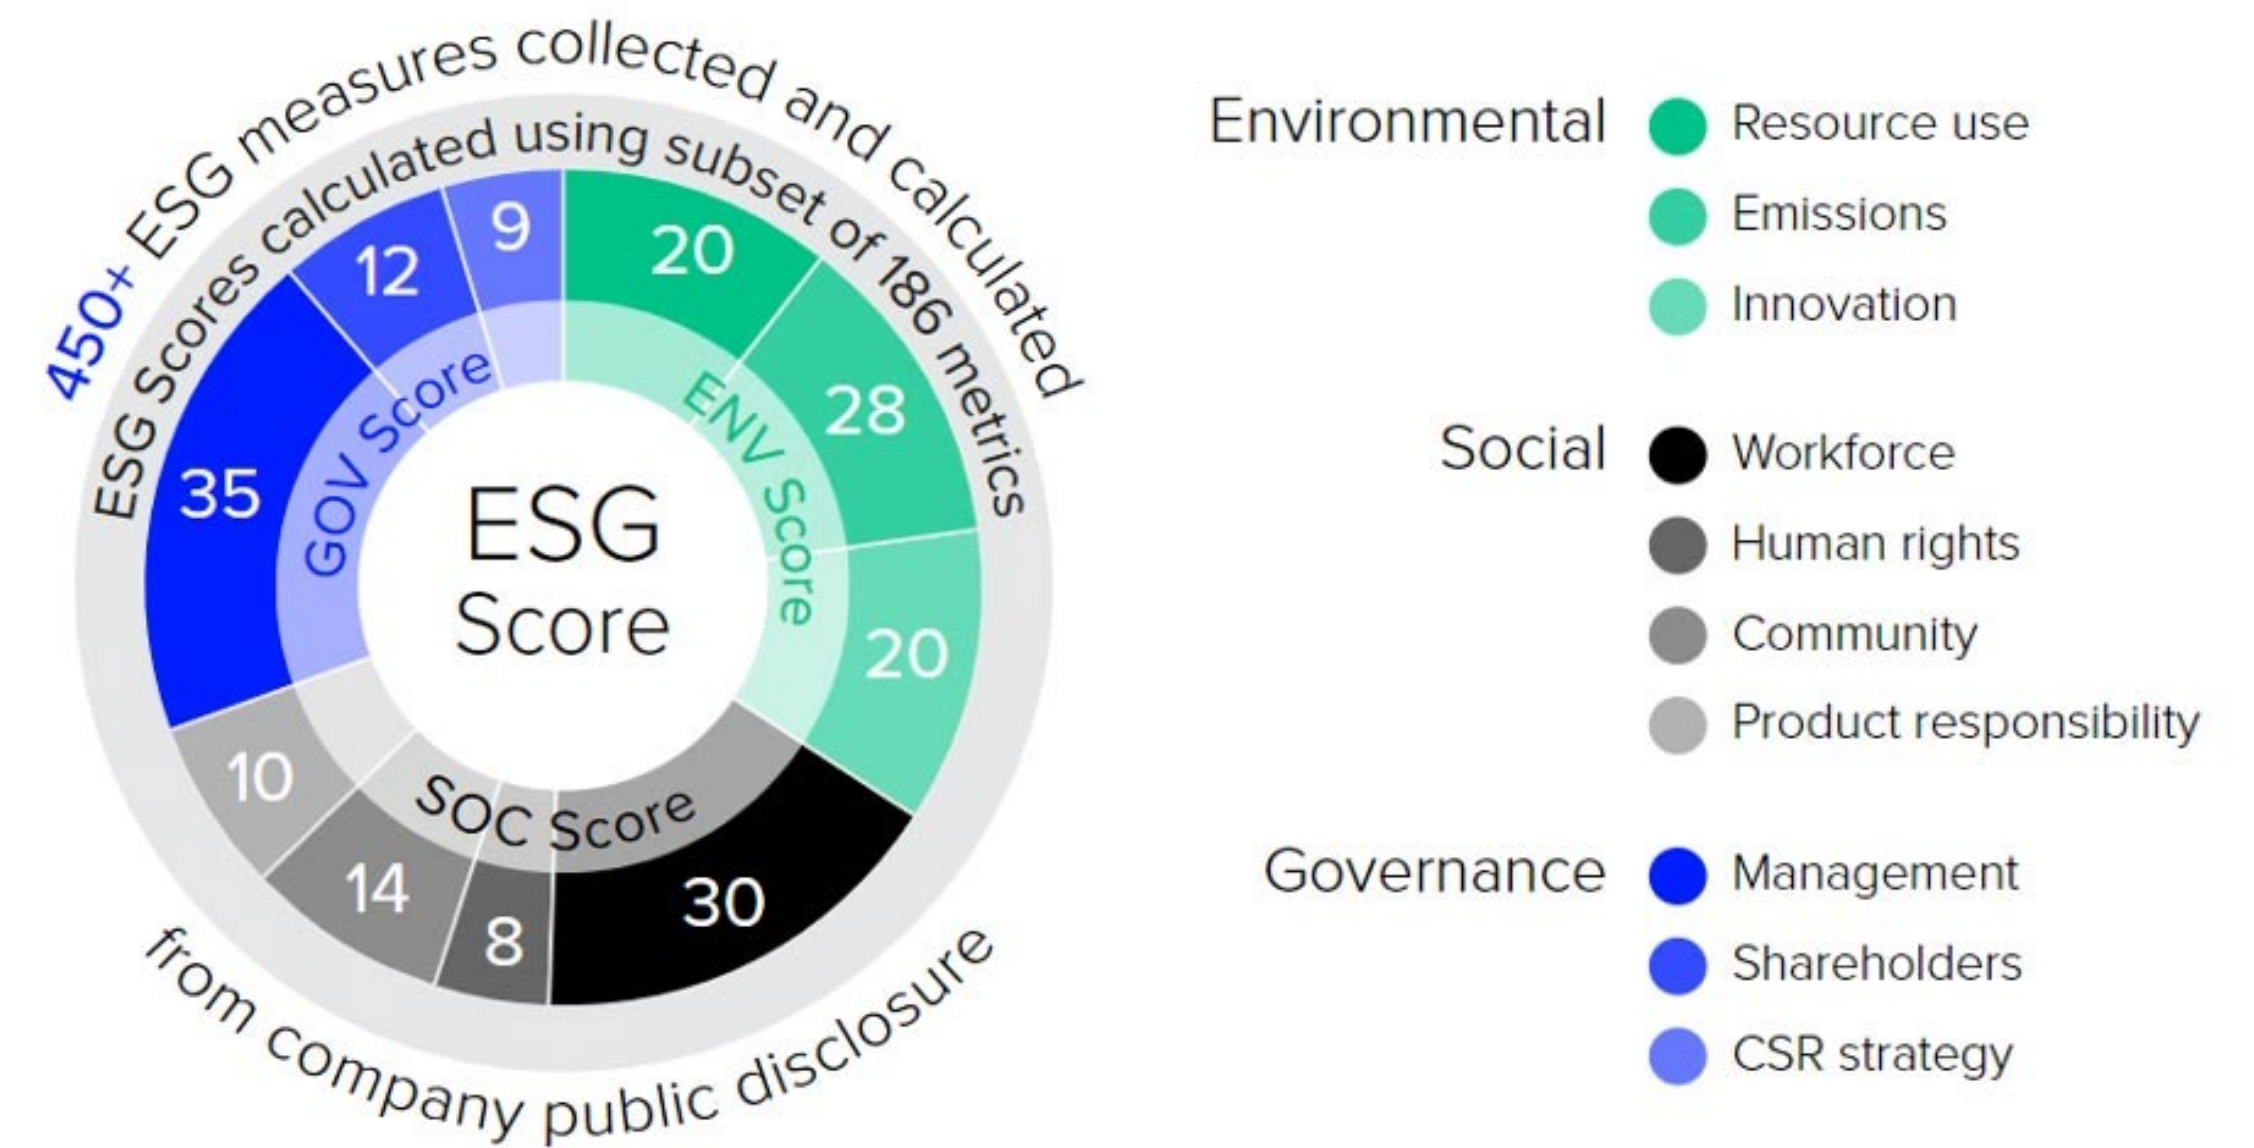 450+ ESG measures collected and calculated
from company public disclosure
ESG Scores calculated using subset of 186 metrics
20
28
20
30
8
14
10
35
12
9
ENV Score
SOC Score
GOV Score
ESG
Score
Environmental
Resource use
Emissions
Innovation
Social
Workforce
Human rights
Community
Product responsibility
Governance
Management
Shareholders
CSR strategy